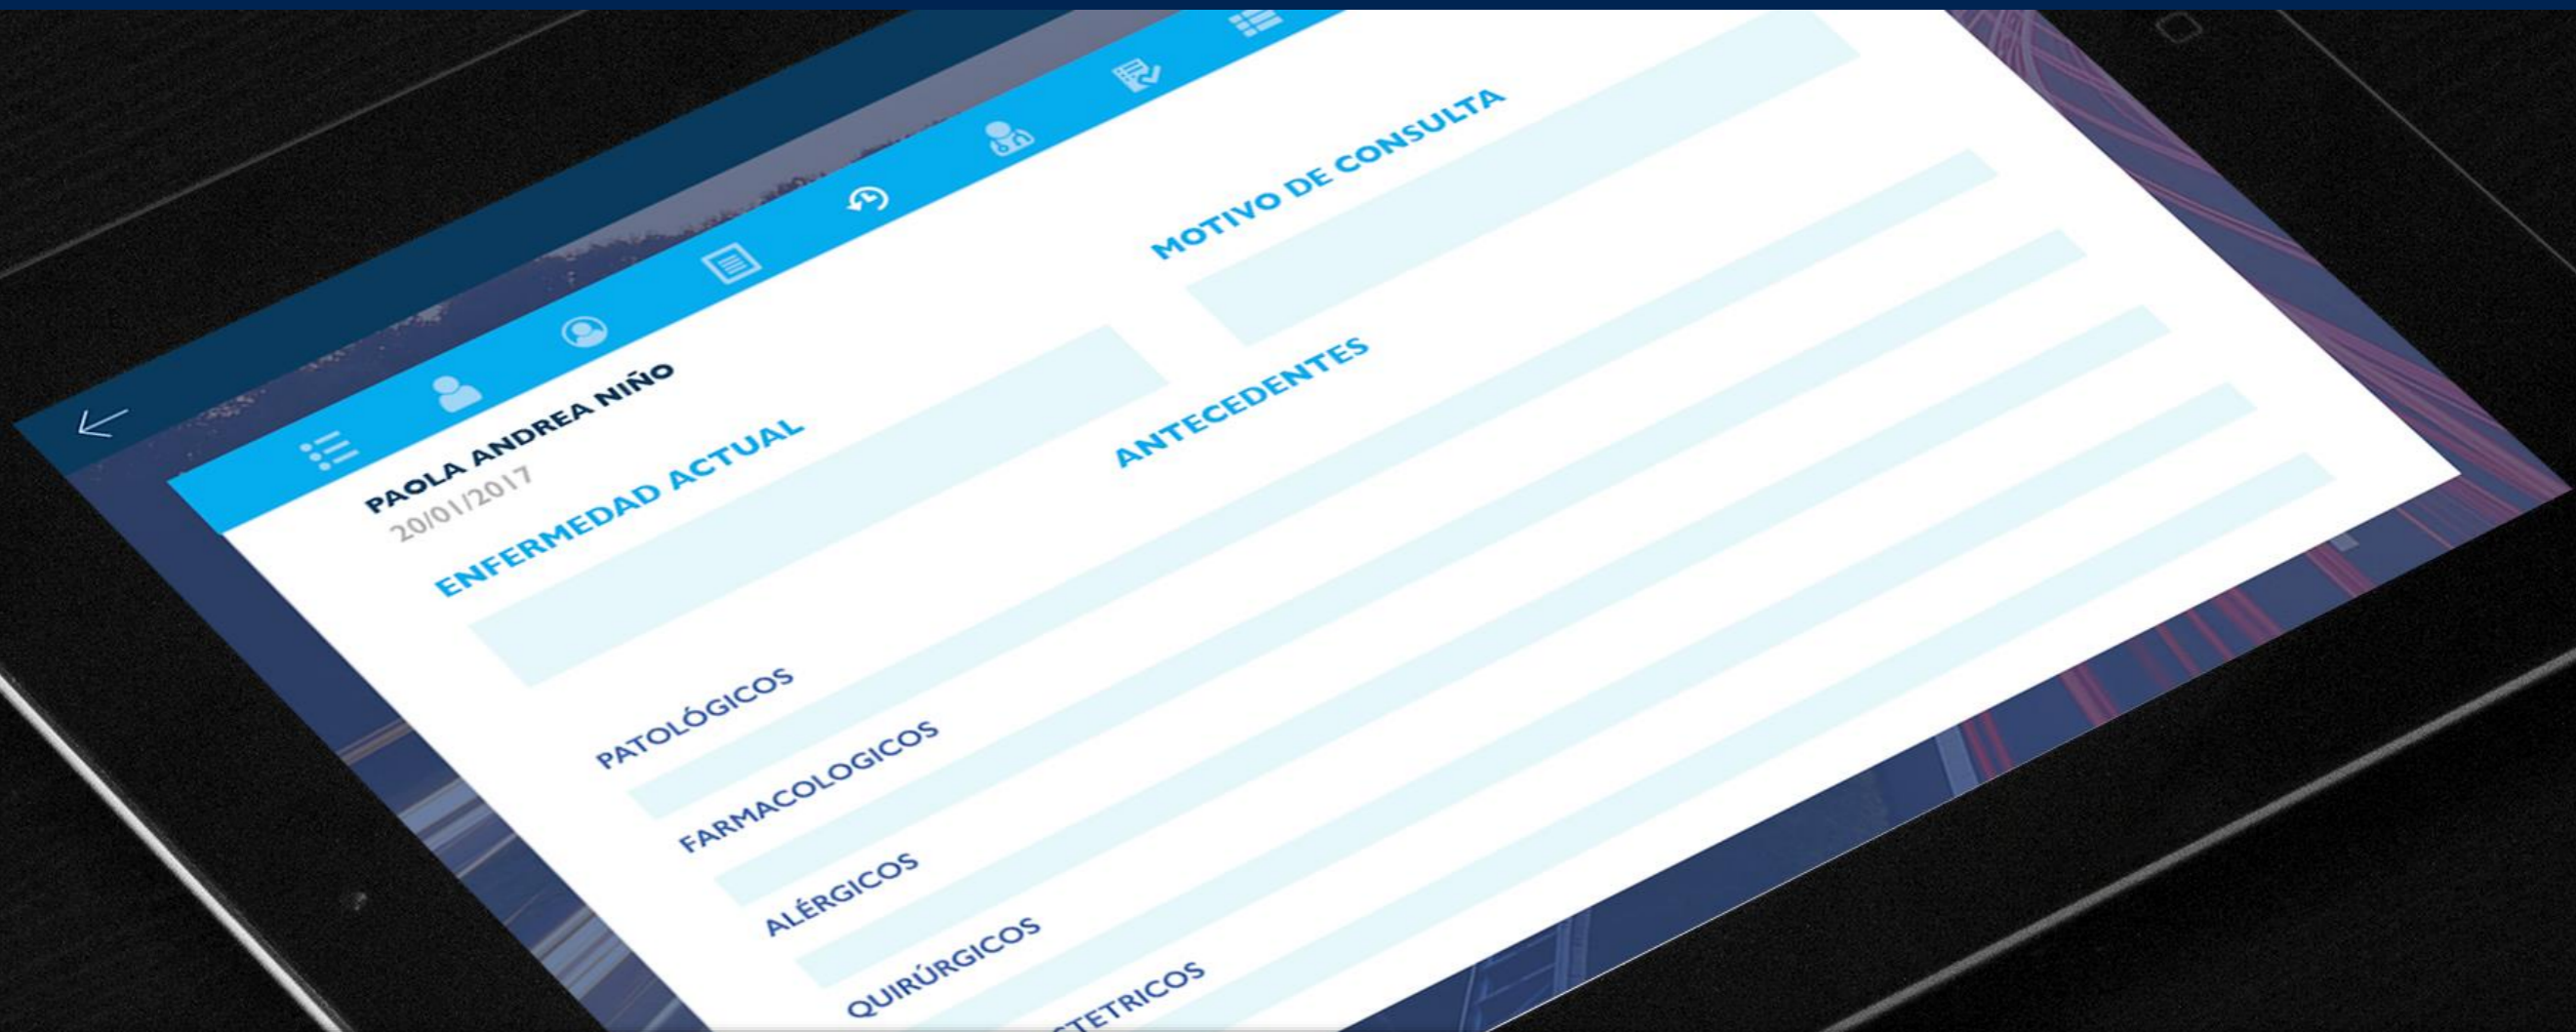 PAOLA ANDREA NIÑO
20/01/2017
ENFERMEDAD ACTUAL
MOTIVO DE CONSULTA
ANTECEDENTES
PATOLÓGICOS
FARMACOLOGICOS
ALÉRGICOS
QUIRÚRGICOS